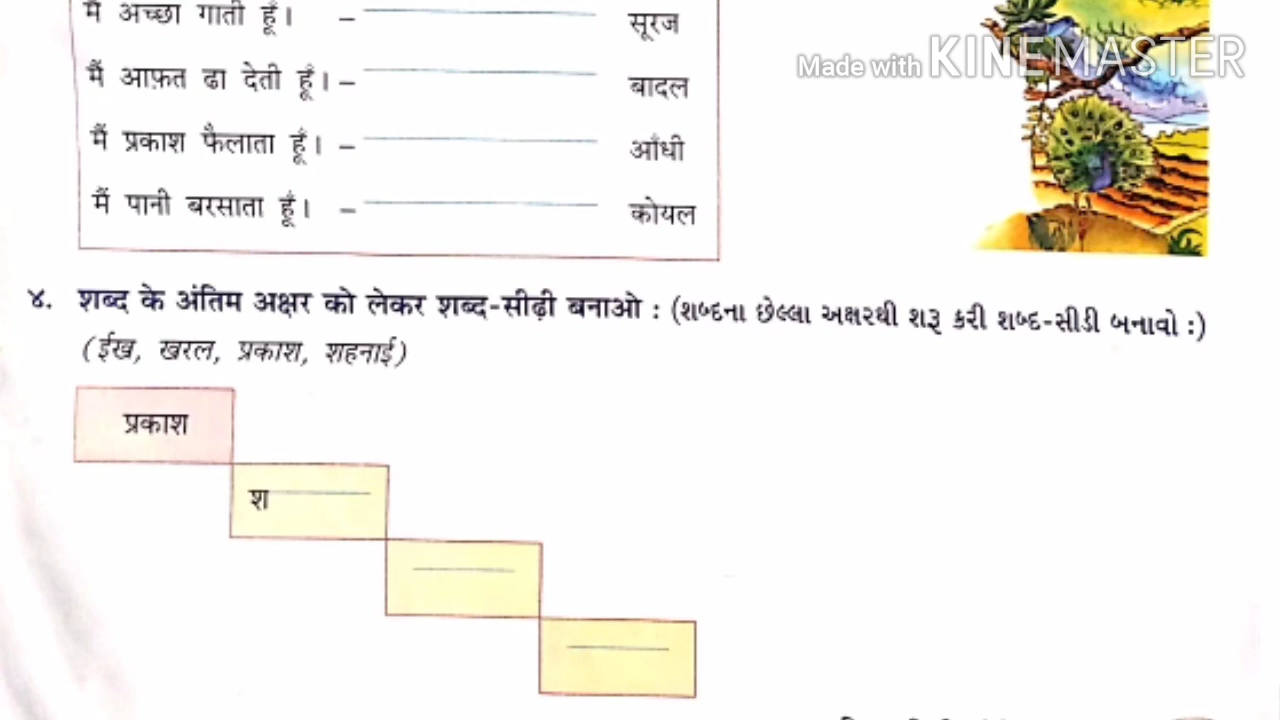 मैं अच्छा गाती हूँ। – सूरज
मैं आफ़त ढा देती हूँ। – बादल
मैं प्रकाश फैलाता हूँ। – आँधी
मैं पानी बरसाता हूँ। – कोयल
Made with KINEMASTER
४. शब्द के अंतिम अक्षर को लेकर शब्द-सीढ़ी बनाओ : (શબ્દના છેલ્લા અક્ષરથી શરૂ કરી શબ્દ-સીડી બનાવો :)
(ईख, खरल, प्रकाश, शहनाई)
प्रकाश
श